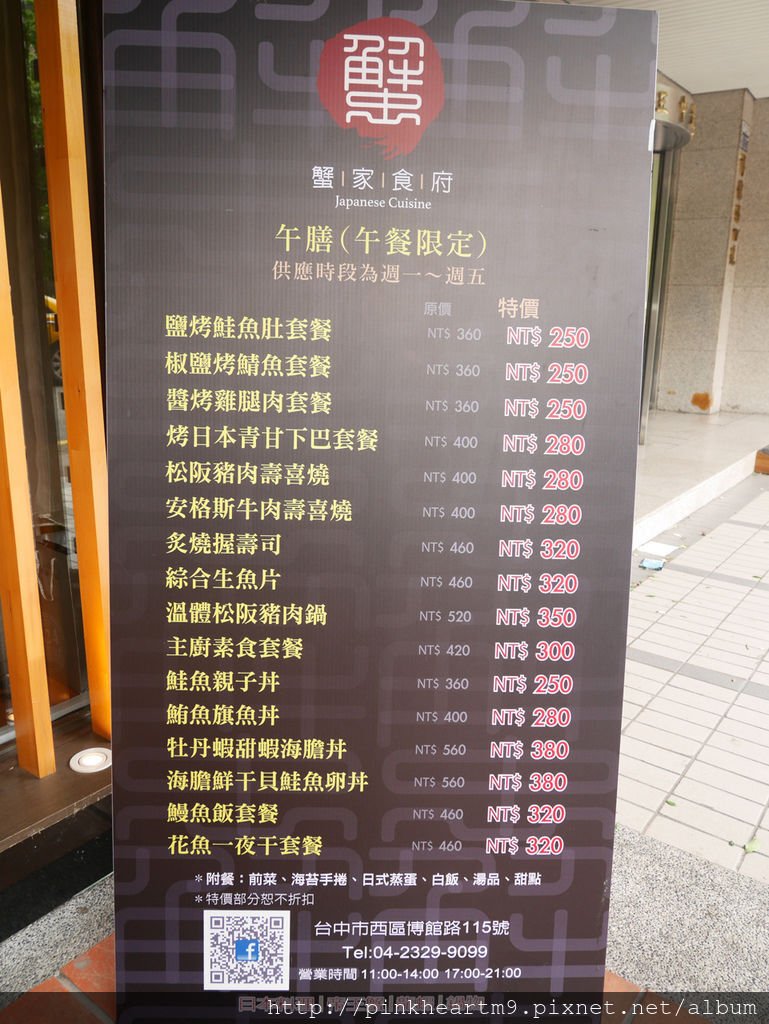 蟹
蟹家食府
Japanese Cuisine
午膳(午餐限定)
供應時段為週一～週五
原價 特價
鹽烤鮭魚肚套餐 NT$ 360 NT$ 250
椒鹽烤鯖魚套餐 NT$ 360 NT$ 250
醬烤雞腿肉套餐 NT$ 360 NT$ 250
烤日本青甘下巴套餐 NT$ 400 NT$ 280
松阪豬肉壽喜燒 NT$ 400 NT$ 280
安格斯牛肉壽喜燒 NT$ 400 NT$ 280
炙燒握壽司 NT$ 460 NT$ 320
綜合生魚片 NT$ 460 NT$ 320
溫體松阪豬肉鍋 NT$ 520 NT$ 350
主廚素食套餐 NT$ 420 NT$ 300
鮭魚親子丼 NT$ 360 NT$ 250
鮪魚旗魚丼 NT$ 400 NT$ 280
牡丹蝦甜蝦海膽丼 NT$ 560 NT$ 380
海膽鮮干貝鮭魚卵丼 NT$ 560 NT$ 380
鰻魚飯套餐 NT$ 460 NT$ 320
花魚一夜干套餐 NT$ 460 NT$ 320
*附餐：前菜、海苔手捲、日式蒸蛋、白飯、湯品、甜點
*特價部分恕不折扣
台中市西區博館路115號
Tel:04-2329-9099
營業時間 11:00-14:00 17:00-21:00
http://pinkheartm9.pixnet.net/album